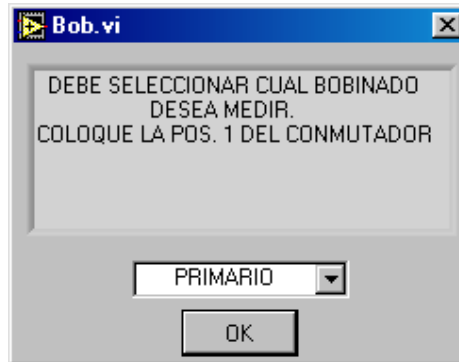 Bob.vi
DEBE SELECCIONAR CUAL BOBINADO
DESEA MEDIR.
COLOQUE LA POS. 1 DEL CONMUTADOR
PRIMARIO
OK